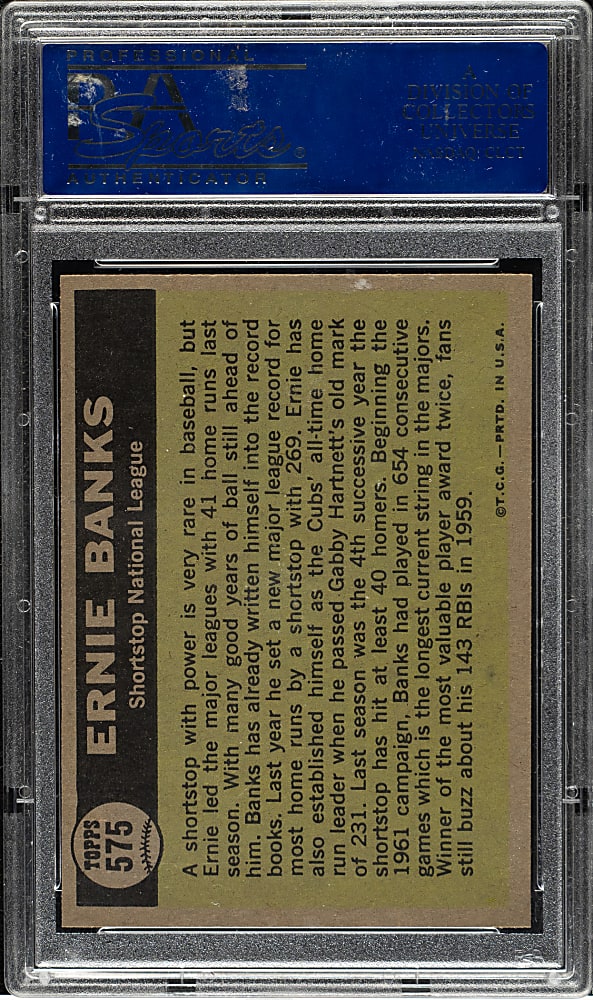 PROFESSIONAL
PSA
Sports
AUTHENTICATOR
A
DIVISION OF
COLLECTORS
UNIVERSE
NASDAQ: CLCT
TOPPS
575
ERNIE BANKS
Shortstop National League
A shortstop with power is very rare in baseball, but
Ernie led the major leagues with 41 home runs last
season. With many good years of ball still ahead of
him. Banks has already written himself into the record
books. Last year he set a new major league record for
most home runs by a shortstop with 269. Ernie has
also established himself as the Cubs' all-time home
run leader when he passed Gabby Hartnett's old mark
of 231. Last season was the 4th successive year the
shortstop has hit at least 40 homers. Beginning the
1961 campaign, Banks had played in 654 consecutive
games which is the longest current string in the majors.
Winner of the most valuable player award twice, fans
still buzz about his 143 RBIs in 1959.
©T.C.G.—PRTD. IN U.S.A.